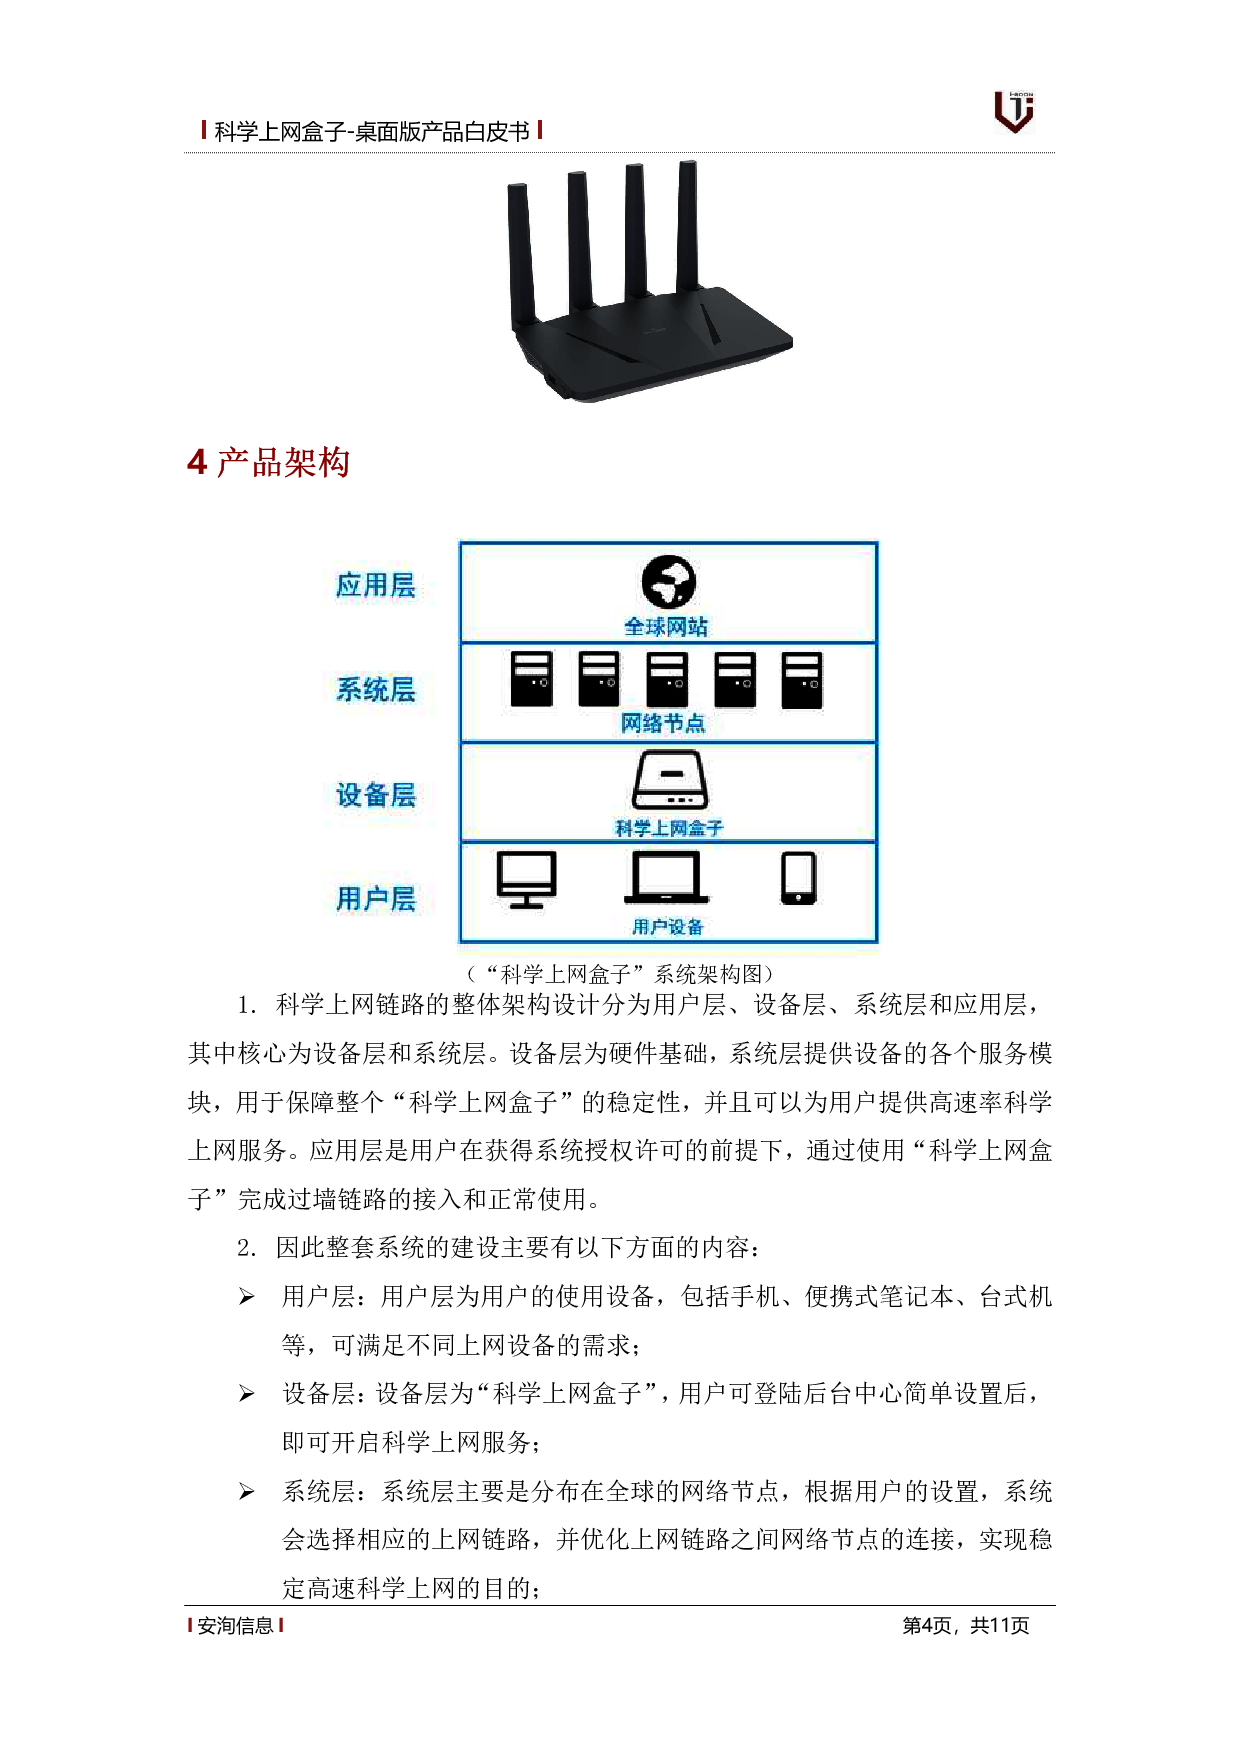 科学上网盒子-桌面版产品白皮书
i-SOON
4 产品架构
应用层
全球网站
系统层
网络节点
设备层
科学上网盒子
用户层
用户设备
（“科学上网盒子”系统架构图）
1. 科学上网链路的整体架构设计分为用户层、设备层、系统层和应用层，
其中核心为设备层和系统层。设备层为硬件基础，系统层提供设备的各个服务模
块，用于保障整个“科学上网盒子”的稳定性，并且可以为用户提供高速率科学
上网服务。应用层是用户在获得系统授权许可的前提下，通过使用“科学上网盒
子”完成过墙链路的接入和正常使用。
2. 因此整套系统的建设主要有以下方面的内容：
➢ 用户层：用户层为用户的使用设备，包括手机、便携式笔记本、台式机
等，可满足不同上网设备的需求；
➢ 设备层：设备层为“科学上网盒子”，用户可登陆后台中心简单设置后，
即可开启科学上网服务；
➢ 系统层：系统层主要是分布在全球的网络节点，根据用户的设置，系统
会选择相应的上网链路，并优化上网链路之间网络节点的连接，实现稳
定高速科学上网的目的；
安洵信息
第4页，共11页